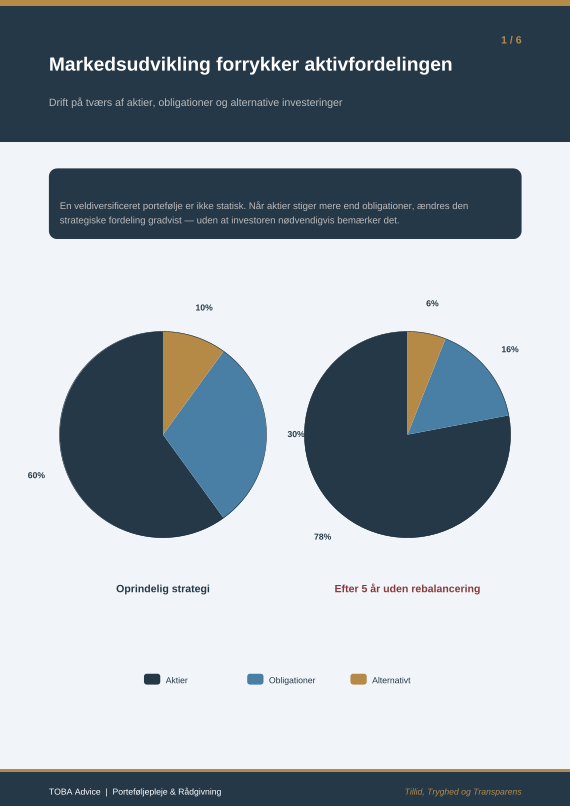 1 / 6
Markedsudvikling forrykker aktivfordelingen
Drift på tværs af aktier, obligationer og alternative investeringer
En veldiversificeret portefølje er ikke statisk. Når aktier stiger mere end obligationer, ændres den
strategiske fordeling gradvist — uden at investoren nødvendigvis bemærker det.
10%
30%
60%
6%
16%
78%
Oprindelig strategi
Efter 5 år uden rebalancering
Aktier
Obligationer
Alternativt
TOBA Advice | Porteføljepleje & Rådgivning
Tillid, Tryghed og Transparens